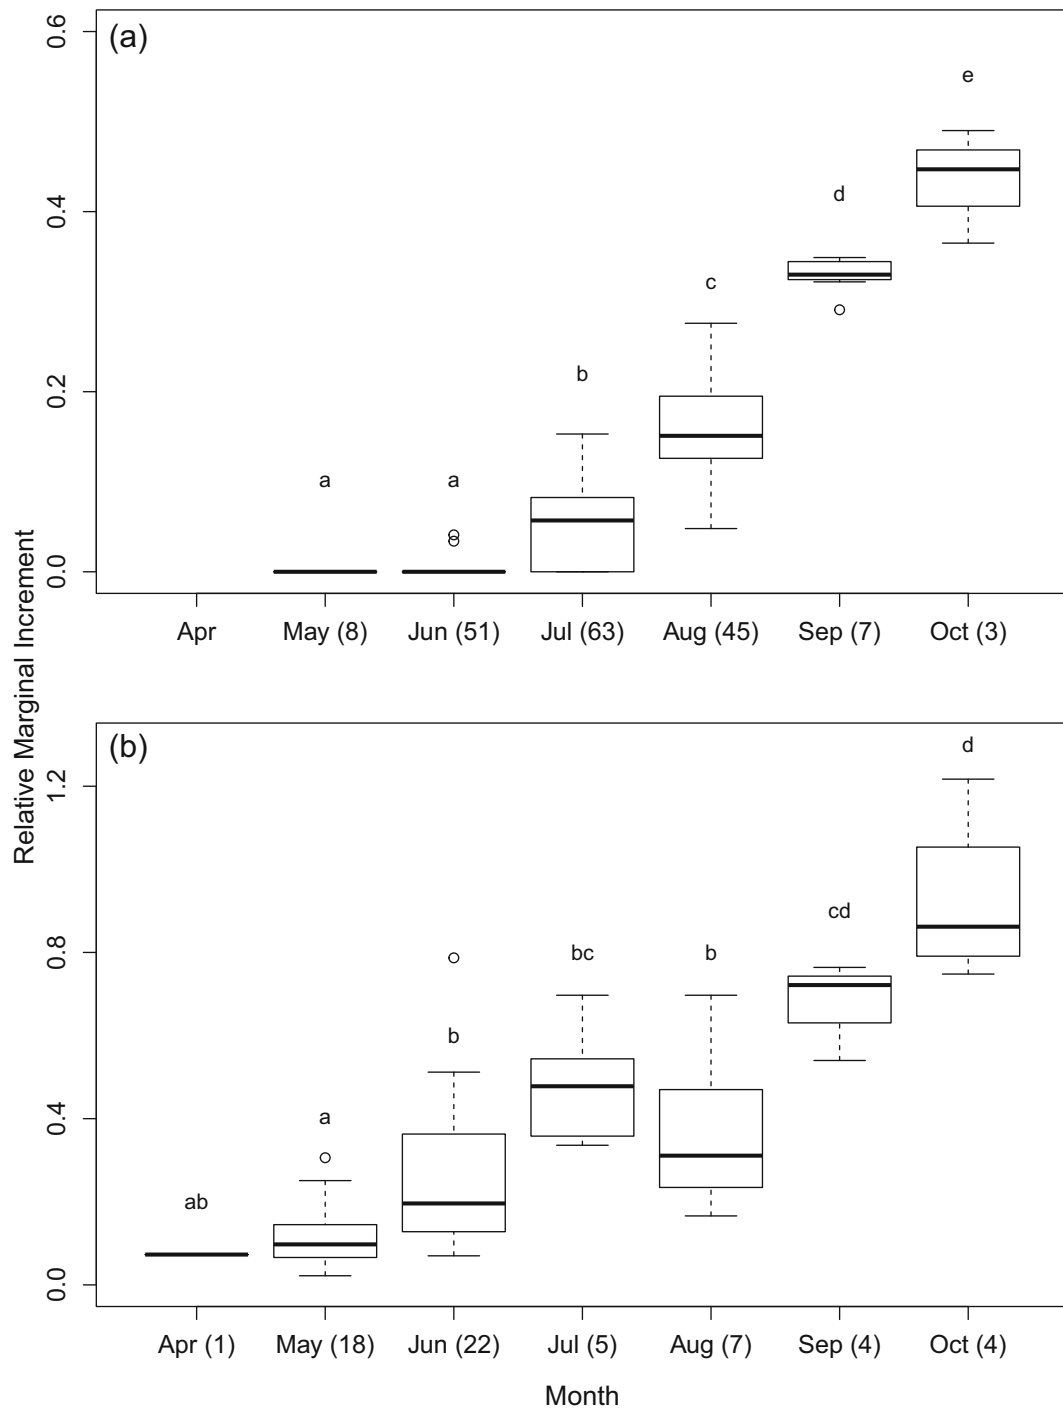 (a)
0.6
0.4
0.2
0.0
a
a
b
c
d
e
Apr
May (8)
Jun (51)
Jul (63)
Aug (45)
Sep (7)
Oct (3)
Relative Marginal Increment
(b)
1.2
0.8
0.4
0.0
ab
a
b
bc
b
cd
d
Apr (1)
May (18)
Jun (22)
Jul (5)
Aug (7)
Sep (4)
Oct (4)
Month